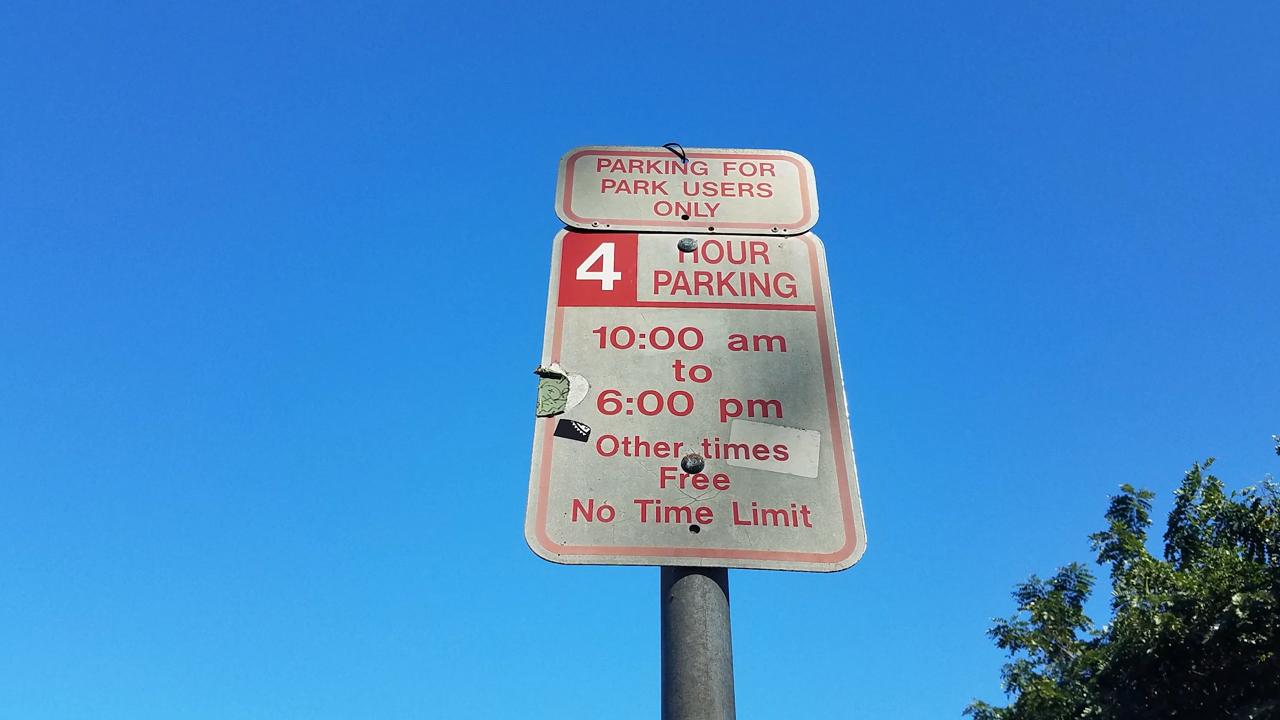 PARKING FOR
PARK USERS
ONLY
4 HOUR
PARKING
10:00 am
to
6:00 pm
Other times
Free
No Time Limit